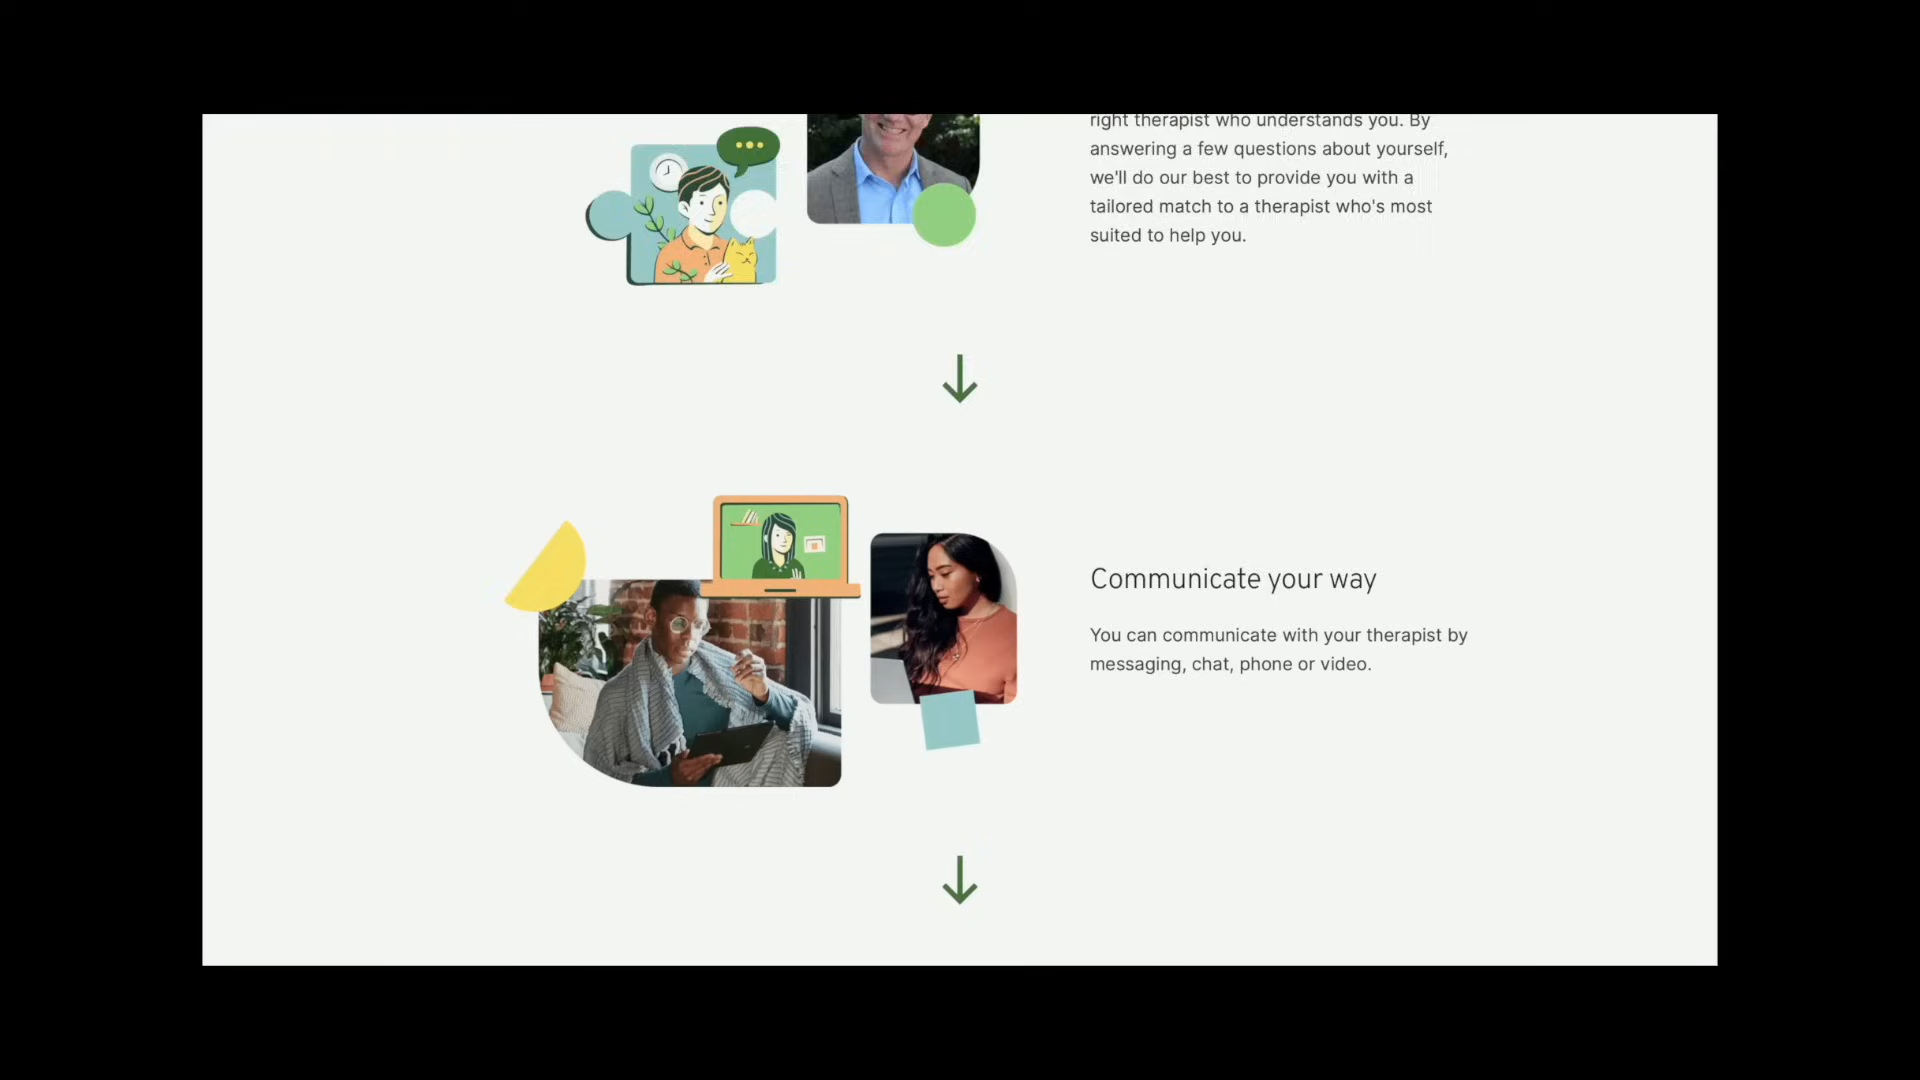 right therapist who understands you. By
answering a few questions about yourself,
we'll do our best to provide you with a
tailored match to a therapist who's most
suited to help you.
Communicate your way
You can communicate with your therapist by
messaging, chat, phone or video.